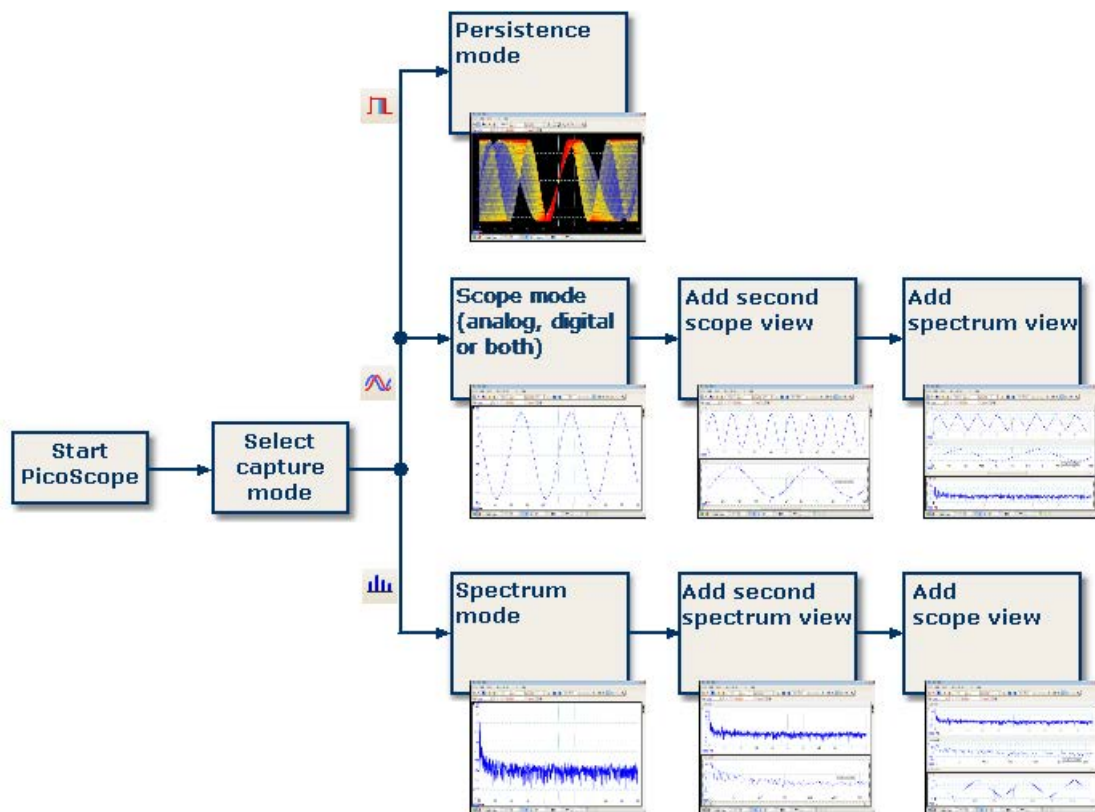 Persistence
mode
Scope mode
(analog, digital
or both)
Add second
scope view
Add
spectrum view
Start
PicoScope
Select
capture
mode
Spectrum
mode
Add second
spectrum view
Add
scope view